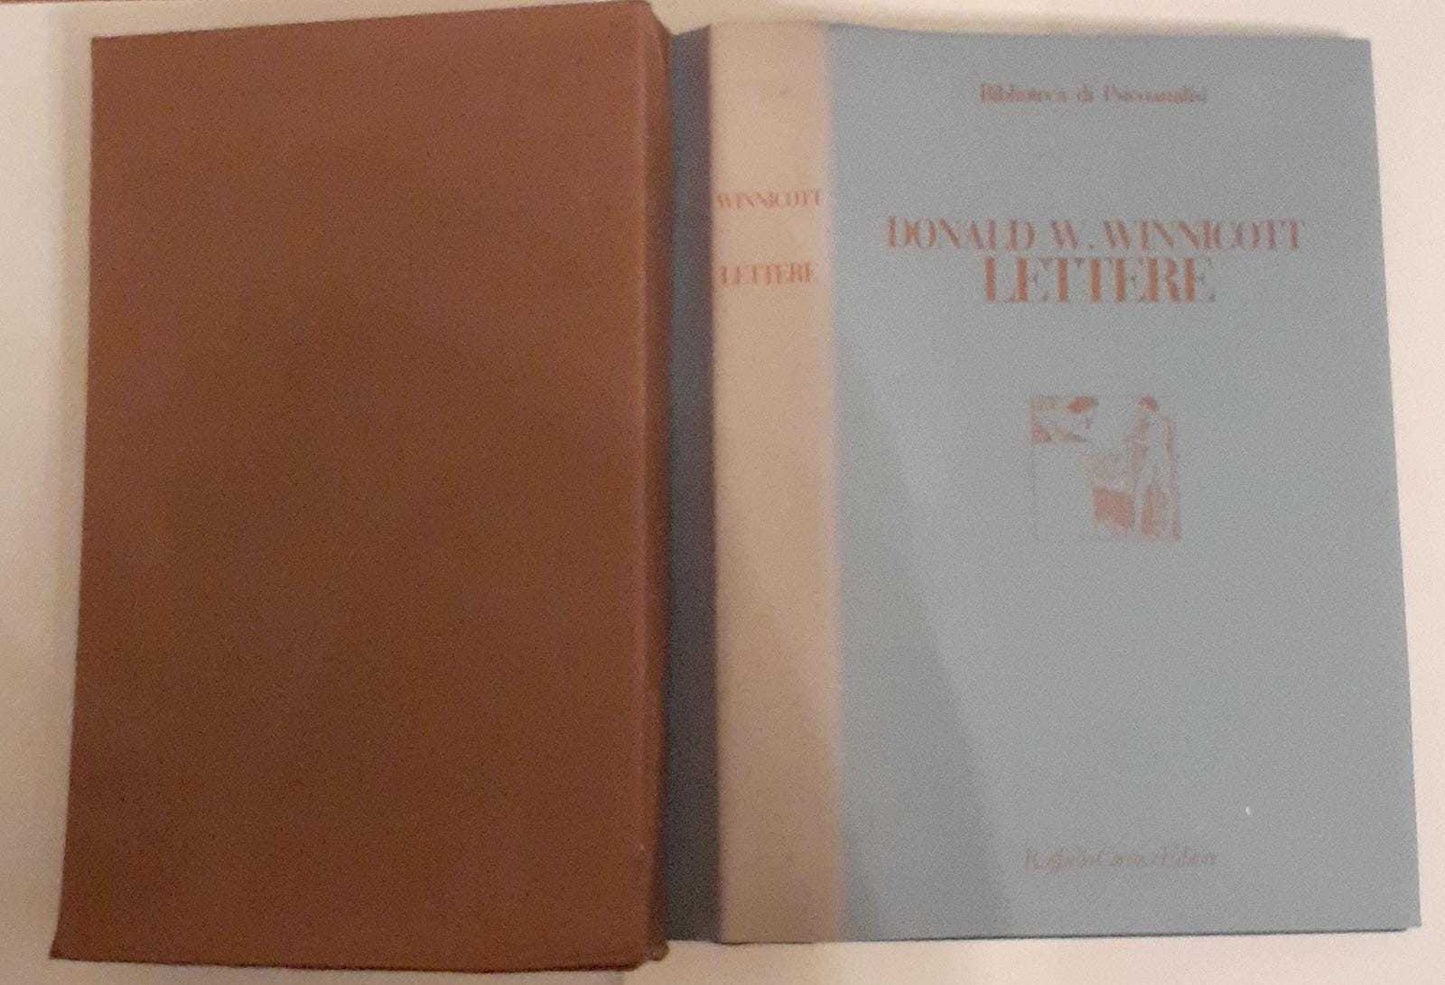 WINNICOTT
LETTERE
Biblioteca di Psicoanalisi
DONALD W. WINNICOTT
LETTERE
Raffaello Cortina Editore